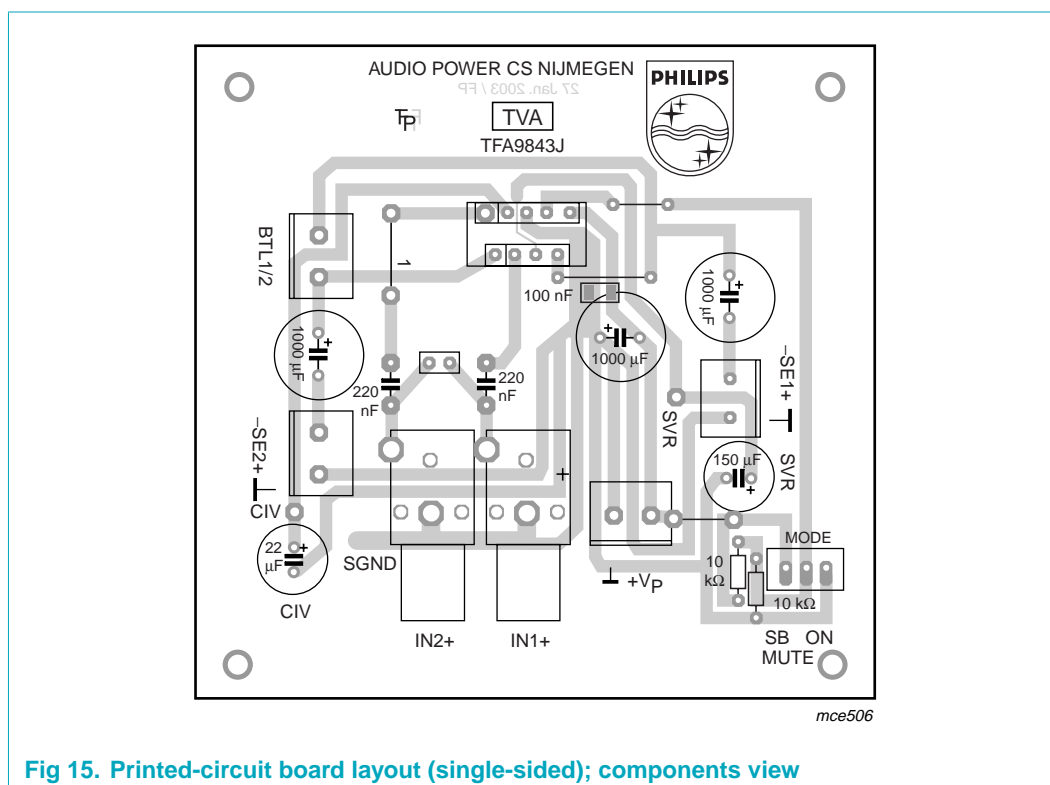 AUDIO POWER CS NIJMEGEN
27 Jan. 2003 / FP
PHILIPS
TVA
TFA9843J
BTL1/2
1
100 nF
1000 µF
1000 µF
1000 µF
220 nF
220 nF
–SE1+
SVR
–SE2+
150 µF
SVR
CIV
22 µF
CIV
SGND
+VP
MODE
10 kΩ
10 kΩ
IN2+
IN1+
SB ON
MUTE
mce506
Fig 15. Printed-circuit board layout (single-sided); components view